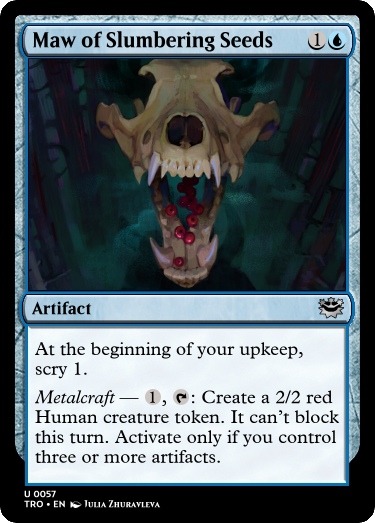 Maw of Slumbering Seeds 1
Artifact
At the beginning of your upkeep,
scry 1.
Metalcraft — 1, : Create a 2/2 red
Human creature token. It can't block
this turn. Activate only if you control
three or more artifacts.
U 0057
TRO • EN Julia Zhuravleva